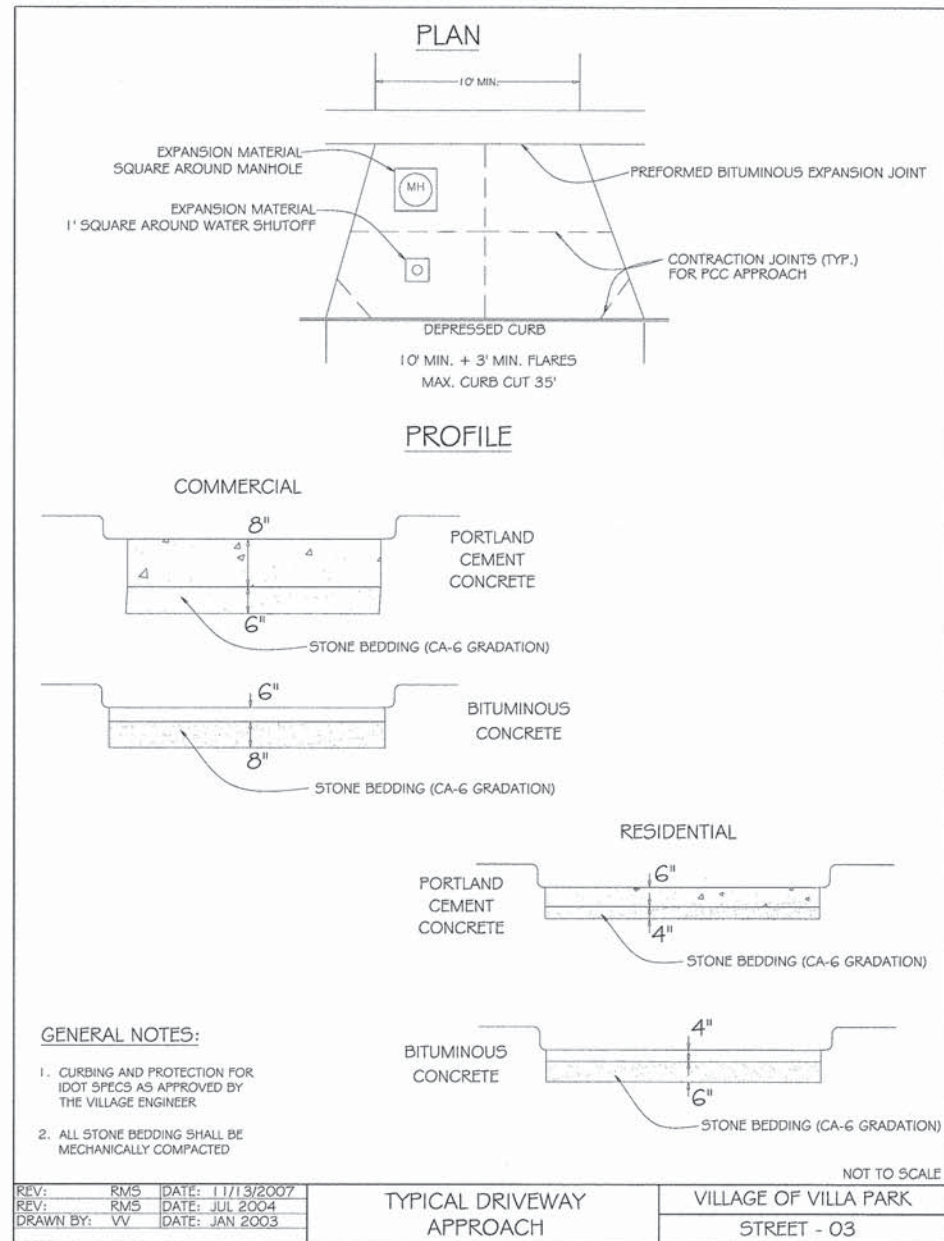 PLAN
10' MIN.
EXPANSION MATERIAL
SQUARE AROUND MANHOLE
MH
PREFORMED BITUMINOUS EXPANSION JOINT
EXPANSION MATERIAL
1' SQUARE AROUND WATER SHUTOFF
CONTRACTION JOINTS (TYP.)
FOR PCC APPROACH
DEPRESSED CURB
10' MIN. + 3' MIN. FLARES
MAX. CURB CUT 35'
PROFILE
COMMERCIAL
8"
PORTLAND
CEMENT
CONCRETE
6"
STONE BEDDING (CA-6 GRADATION)
6"
BITUMINOUS
CONCRETE
8"
STONE BEDDING (CA-6 GRADATION)
RESIDENTIAL
6"
PORTLAND
CEMENT
CONCRETE
4"
STONE BEDDING (CA-6 GRADATION)
4"
BITUMINOUS
CONCRETE
6"
STONE BEDDING (CA-6 GRADATION)
GENERAL NOTES:
1. CURBING AND PROTECTION FOR
IDOT SPECS AS APPROVED BY
THE VILLAGE ENGINEER
2. ALL STONE BEDDING SHALL BE
MECHANICALLY COMPACTED
NOT TO SCALE
REV: RMS DATE: 11/13/2007
REV: RMS DATE: JUL 2004
DRAWN BY: VV DATE: JAN 2003
TYPICAL DRIVEWAY
APPROACH
VILLAGE OF VILLA PARK
STREET - 03